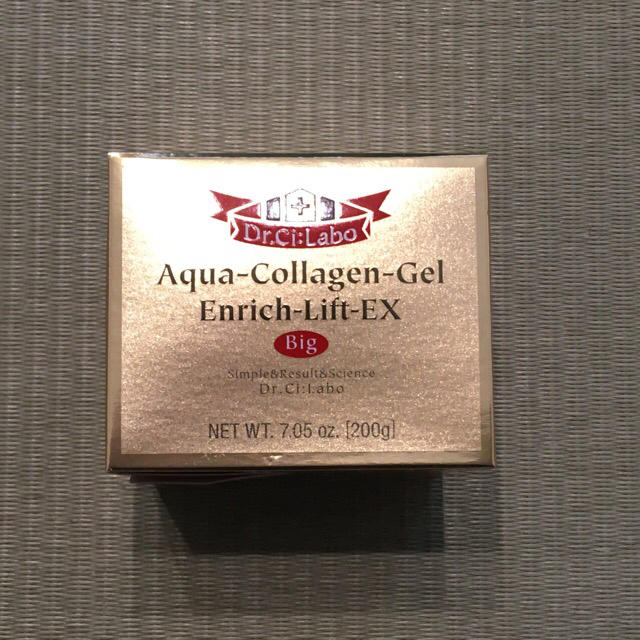 Dr.Ci:Labo
Aqua-Collagen-Gel
Enrich-Lift-EX
Big
Simple&Result&Science
Dr.Ci:Labo
NET WT. 7.05 oz. [200g]